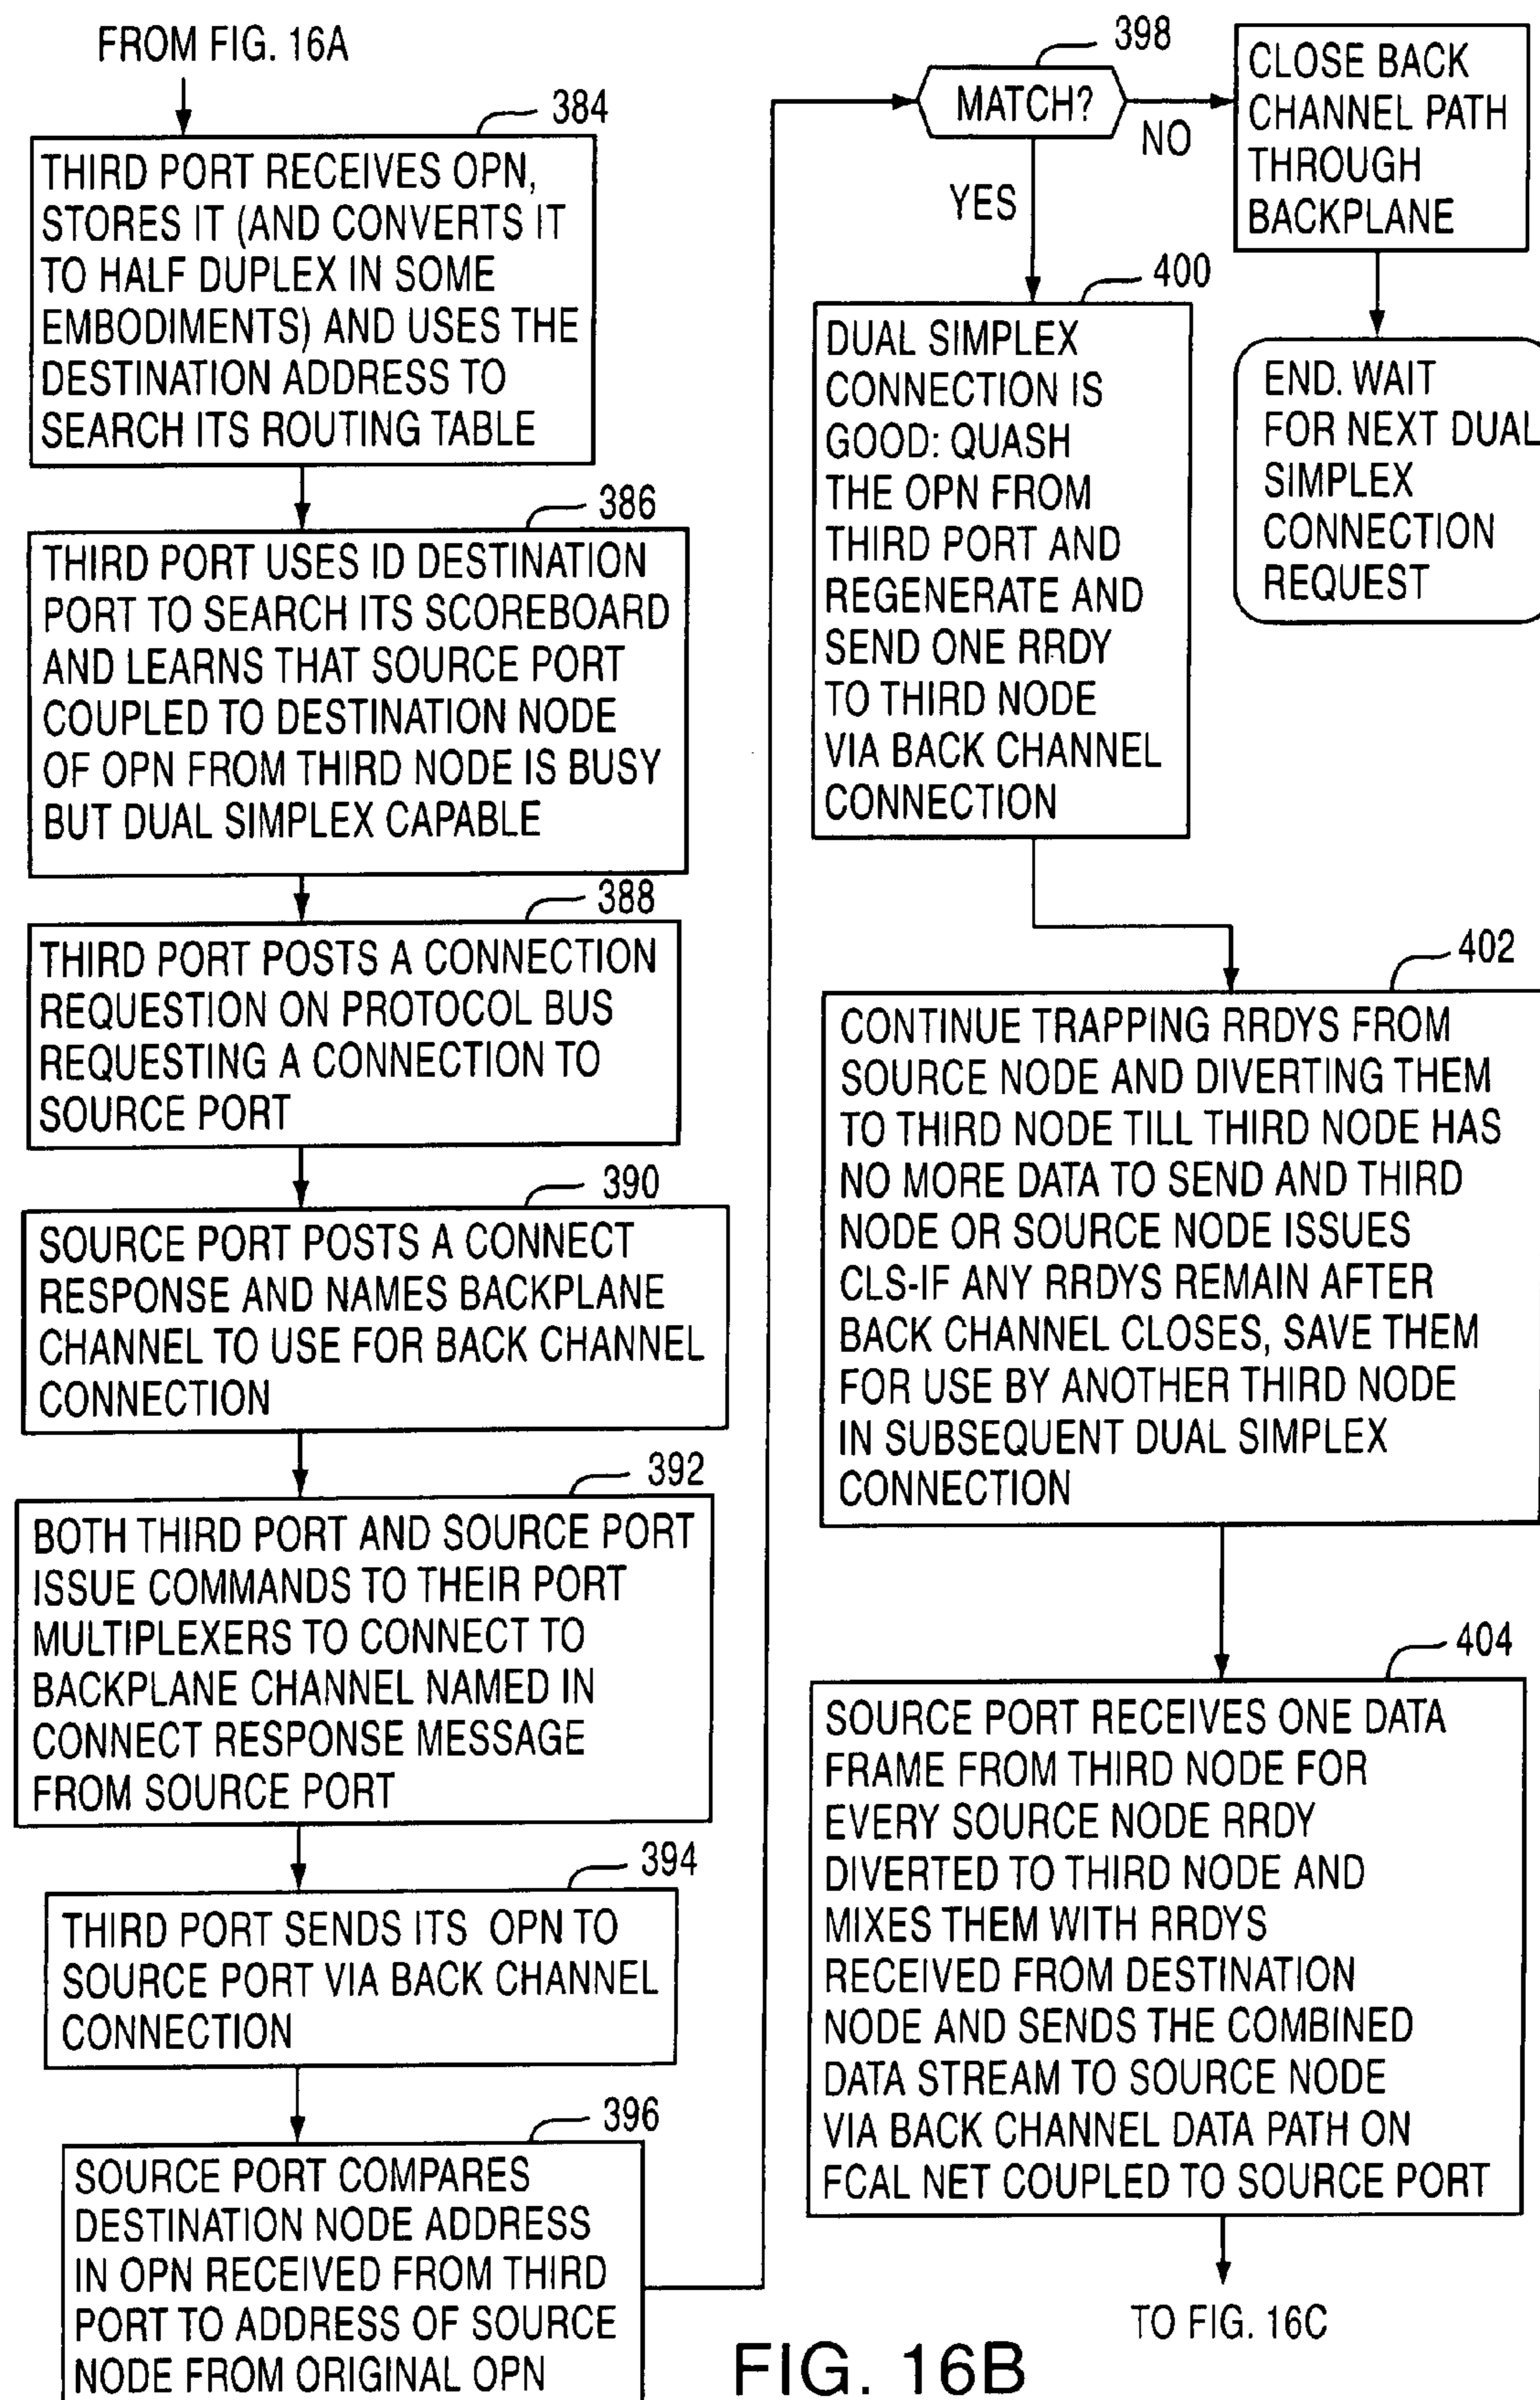 FROM FIG. 16A
384
THIRD PORT RECEIVES OPN,
STORES IT (AND CONVERTS IT
TO HALF DUPLEX IN SOME
EMBODIMENTS) AND USES THE
DESTINATION ADDRESS TO
SEARCH ITS ROUTING TABLE
386
THIRD PORT USES ID DESTINATION
PORT TO SEARCH ITS SCOREBOARD
AND LEARNS THAT SOURCE PORT
COUPLED TO DESTINATION NODE
OF OPN FROM THIRD NODE IS BUSY
BUT DUAL SIMPLEX CAPABLE
388
THIRD PORT POSTS A CONNECTION
REQUESTION ON PROTOCOL BUS
REQUESTING A CONNECTION TO
SOURCE PORT
390
SOURCE PORT POSTS A CONNECT
RESPONSE AND NAMES BACKPLANE
CHANNEL TO USE FOR BACK CHANNEL
CONNECTION
392
BOTH THIRD PORT AND SOURCE PORT
ISSUE COMMANDS TO THEIR PORT
MULTIPLEXERS TO CONNECT TO
BACKPLANE CHANNEL NAMED IN
CONNECT RESPONSE MESSAGE
FROM SOURCE PORT
394
THIRD PORT SENDS ITS OPN TO
SOURCE PORT VIA BACK CHANNEL
CONNECTION
396
SOURCE PORT COMPARES
DESTINATION NODE ADDRESS
IN OPN RECEIVED FROM THIRD
PORT TO ADDRESS OF SOURCE
NODE FROM ORIGINAL OPN
398
MATCH?
NO
YES
CLOSE BACK
CHANNEL PATH
THROUGH
BACKPLANE
END. WAIT
FOR NEXT DUAL
SIMPLEX
CONNECTION
REQUEST
400
DUAL SIMPLEX
CONNECTION IS
GOOD: QUASH
THE OPN FROM
THIRD PORT AND
REGENERATE AND
SEND ONE RRDY
TO THIRD NODE
VIA BACK CHANNEL
CONNECTION
402
CONTINUE TRAPPING RRDYS FROM
SOURCE NODE AND DIVERTING THEM
TO THIRD NODE TILL THIRD NODE HAS
NO MORE DATA TO SEND AND THIRD
NODE OR SOURCE NODE ISSUES
CLS-IF ANY RRDYS REMAIN AFTER
BACK CHANNEL CLOSES, SAVE THEM
FOR USE BY ANOTHER THIRD NODE
IN SUBSEQUENT DUAL SIMPLEX
CONNECTION
404
SOURCE PORT RECEIVES ONE DATA
FRAME FROM THIRD NODE FOR
EVERY SOURCE NODE RRDY
DIVERTED TO THIRD NODE AND
MIXES THEM WITH RRDYS
RECEIVED FROM DESTINATION
NODE AND SENDS THE COMBINED
DATA STREAM TO SOURCE NODE
VIA BACK CHANNEL DATA PATH ON
FCAL NET COUPLED TO SOURCE PORT
TO FIG. 16C
FIG. 16B